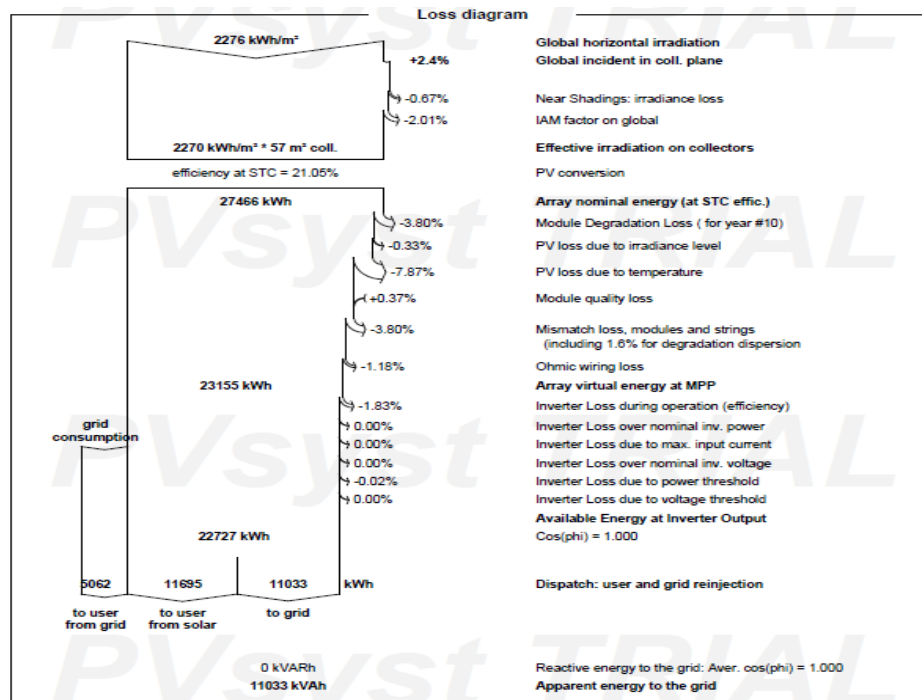 Loss diagram
2276 kWh/m² Global horizontal irradiation
+2.4% Global incident in coll. plane
-0.67% Near Shadings: irradiance loss
-2.01% IAM factor on global
2270 kWh/m² * 57 m² coll. Effective irradiation on collectors
efficiency at STC = 21.05% PV conversion
27466 kWh Array nominal energy (at STC effic.)
-3.80% Module Degradation Loss ( for year #10)
-0.33% PV loss due to irradiance level
-7.87% PV loss due to temperature
+0.37% Module quality loss
-3.80% Mismatch loss, modules and strings
(including 1.6% for degradation dispersion
-1.18% Ohmic wiring loss
23155 kWh Array virtual energy at MPP
-1.83% Inverter Loss during operation (efficiency)
grid
consumption
0.00% Inverter Loss over nominal inv. power
0.00% Inverter Loss due to max. input current
0.00% Inverter Loss over nominal inv. voltage
-0.02% Inverter Loss due to power threshold
0.00% Inverter Loss due to voltage threshold
Available Energy at Inverter Output
22727 kWh Cos(phi) = 1.000
5062 11695 11033 kWh Dispatch: user and grid reinjection
to user to user to grid
from grid from solar
0 kVARh Reactive energy to the grid: Aver. cos(phi) = 1.000
11033 kVAh Apparent energy to the grid
PVsyst TRIAL
PVsyst TRIAL
PVsyst TRIAL
PVsyst TRIAL